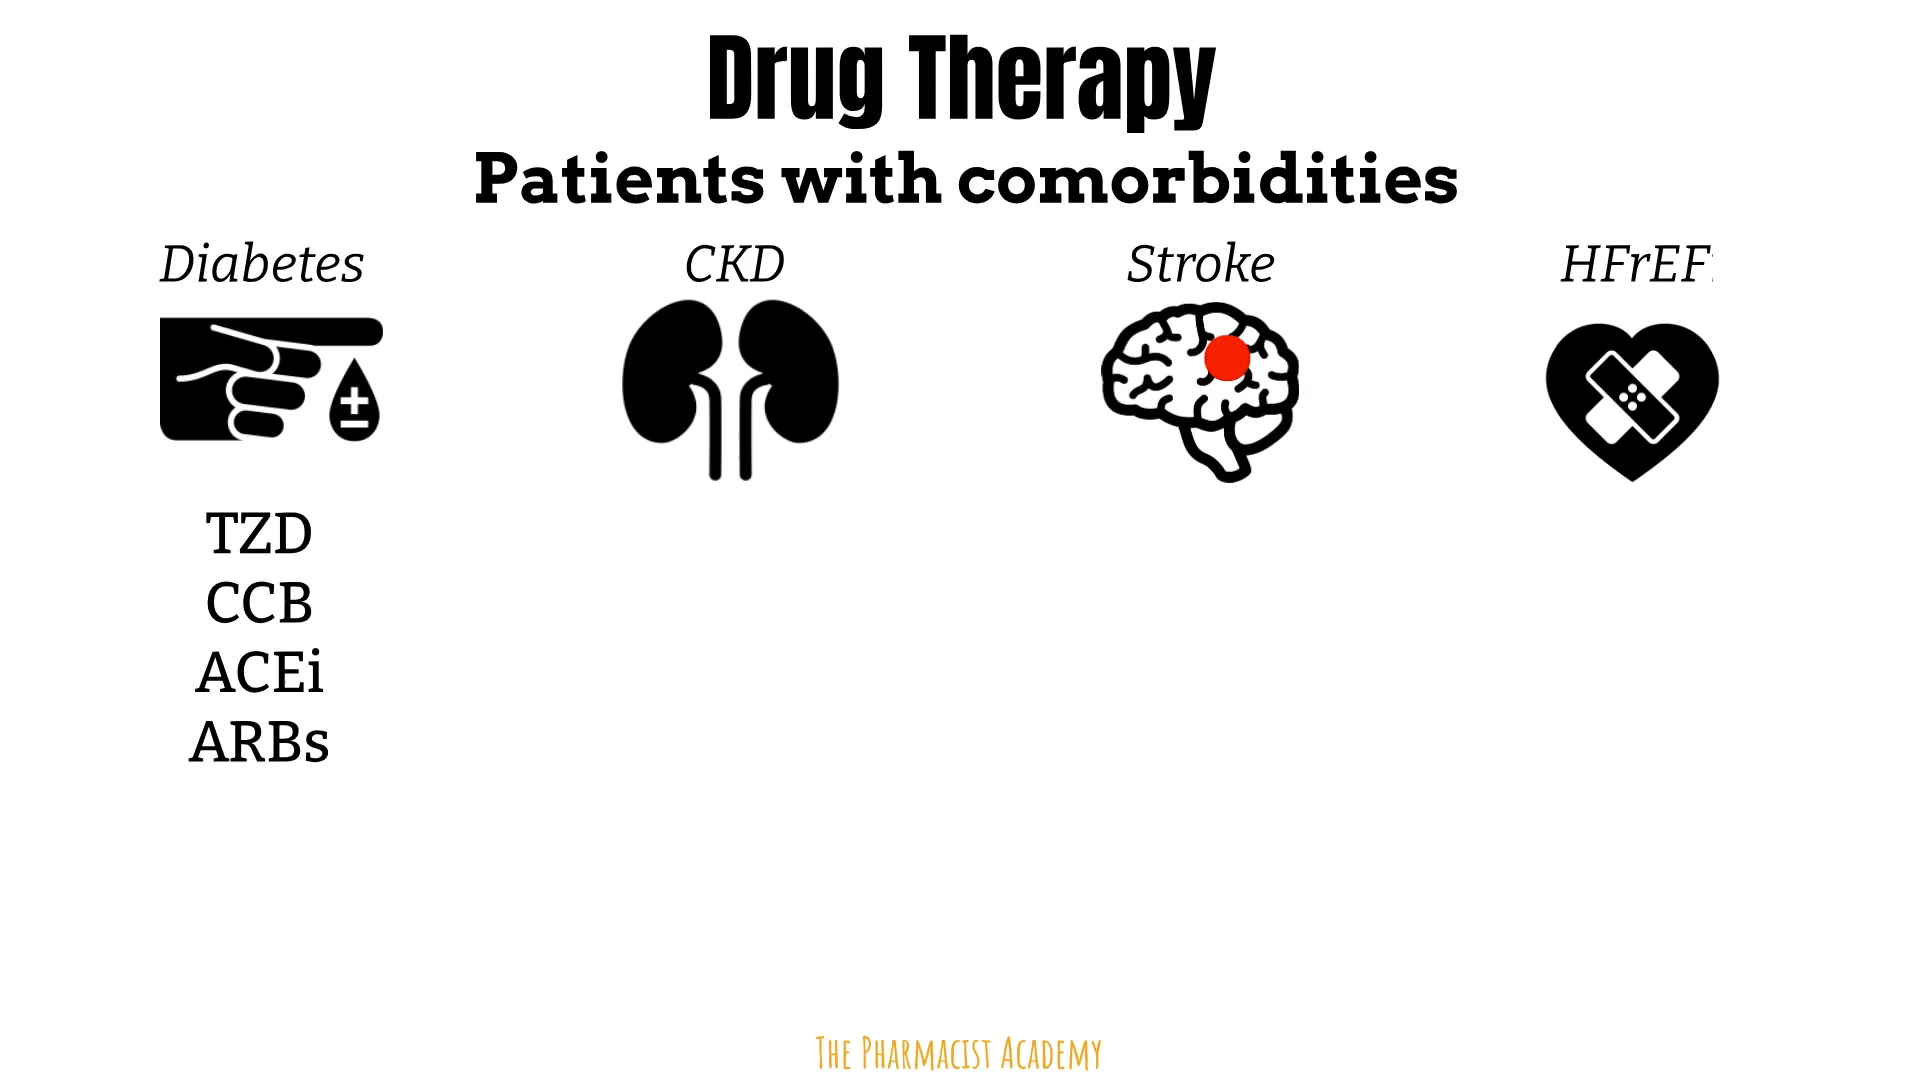 Drug Therapy
Patients with comorbidities
Diabetes
CKD
Stroke
HFrEF
TZD
CCB
ACEi
ARBs
The Pharmacist Academy